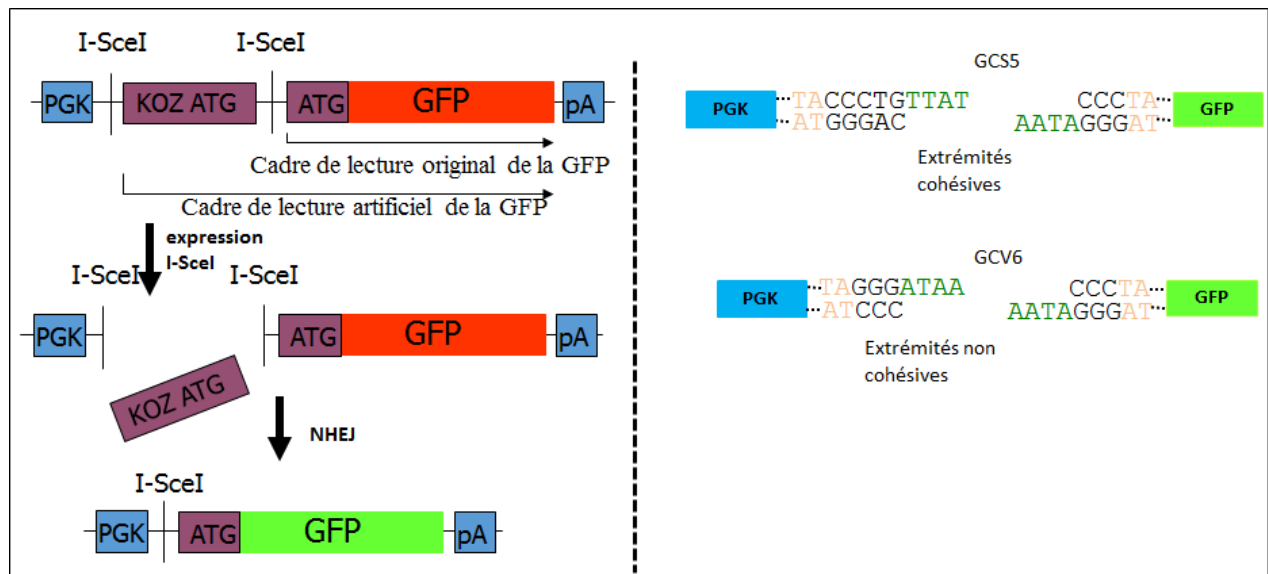 I-SceI I-SceI
PGK KOZ ATG ATG GFP pA
Cadre de lecture original de la GFP
Cadre de lecture artificiel de la GFP
expression
I-SceI
I-SceI I-SceI
PGK ATG GFP pA
KOZ ATG
NHEJ
I-SceI
PGK ATG GFP pA
GCS5
PGK ...TACCCTGTTAT CCCTA... GFP
...ATGGGAC AATAGGGAT...
Extrémités
cohésives
GCV6
PGK ...TAGGGATAA CCCTA... GFP
...ATCCC AATAGGGAT...
Extrémités non
cohésives